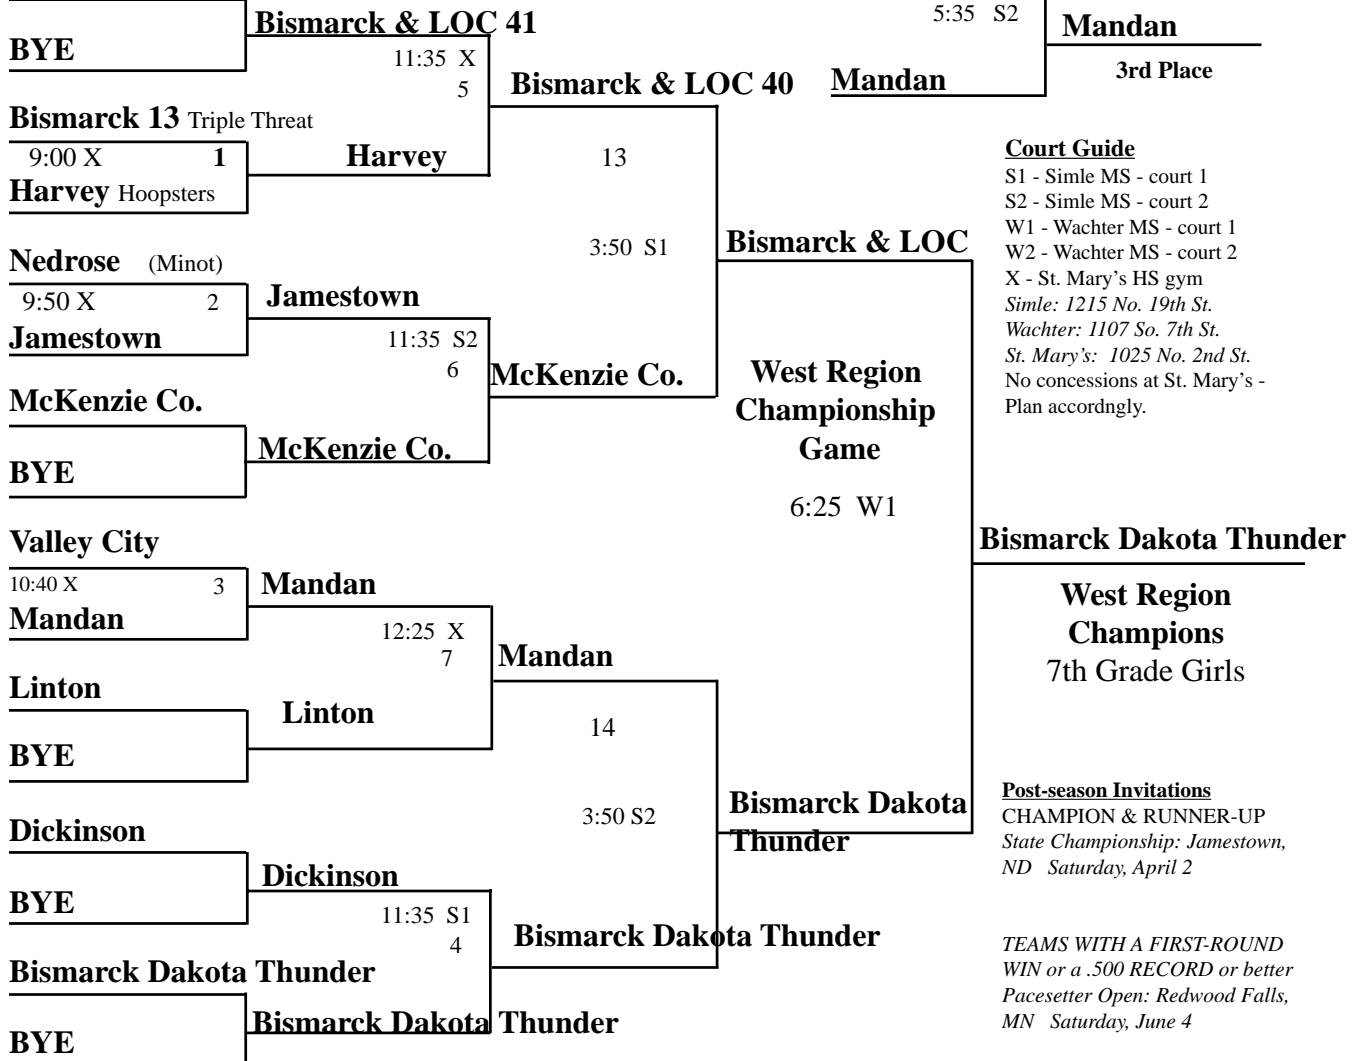 Bismarck & LOC 41
BYE
11:35 X
5
Bismarck & LOC 40
5:35 S2
Mandan
Mandan
3rd Place
Bismarck 13 Triple Threat
9:00 X 1
Harvey
Harvey Hoopsters
13
3:50 S1
Bismarck & LOC
Court Guide
S1 - Simle MS - court 1
S2 - Simle MS - court 2
W1 - Wachter MS - court 1
W2 - Wachter MS - court 2
X - St. Mary's HS gym
Simle: 1215 No. 19th St.
Wachter: 1107 So. 7th St.
St. Mary's: 1025 No. 2nd St.
No concessions at St. Mary's -
Plan accordngly.
Nedrose (Minot)
9:50 X 2
Jamestown
Jamestown
11:35 S2
6
McKenzie Co.
McKenzie Co.
McKenzie Co.
BYE
West Region
Championship
Game
6:25 W1
Valley City
10:40 X 3
Mandan
Mandan
12:25 X
7
Mandan
Linton
Linton
BYE
14
3:50 S2
Bismarck Dakota
Thunder
Bismarck Dakota Thunder
West Region
Champions
7th Grade Girls
Dickinson
Dickinson
BYE
11:35 S1
4
Bismarck Dakota Thunder
Bismarck Dakota Thunder
Bismarck Dakota Thunder
BYE
Post-season Invitations
CHAMPION & RUNNER-UP
State Championship: Jamestown,
ND Saturday, April 2
TEAMS WITH A FIRST-ROUND
WIN or a .500 RECORD or better
Pacesetter Open: Redwood Falls,
MN Saturday, June 4